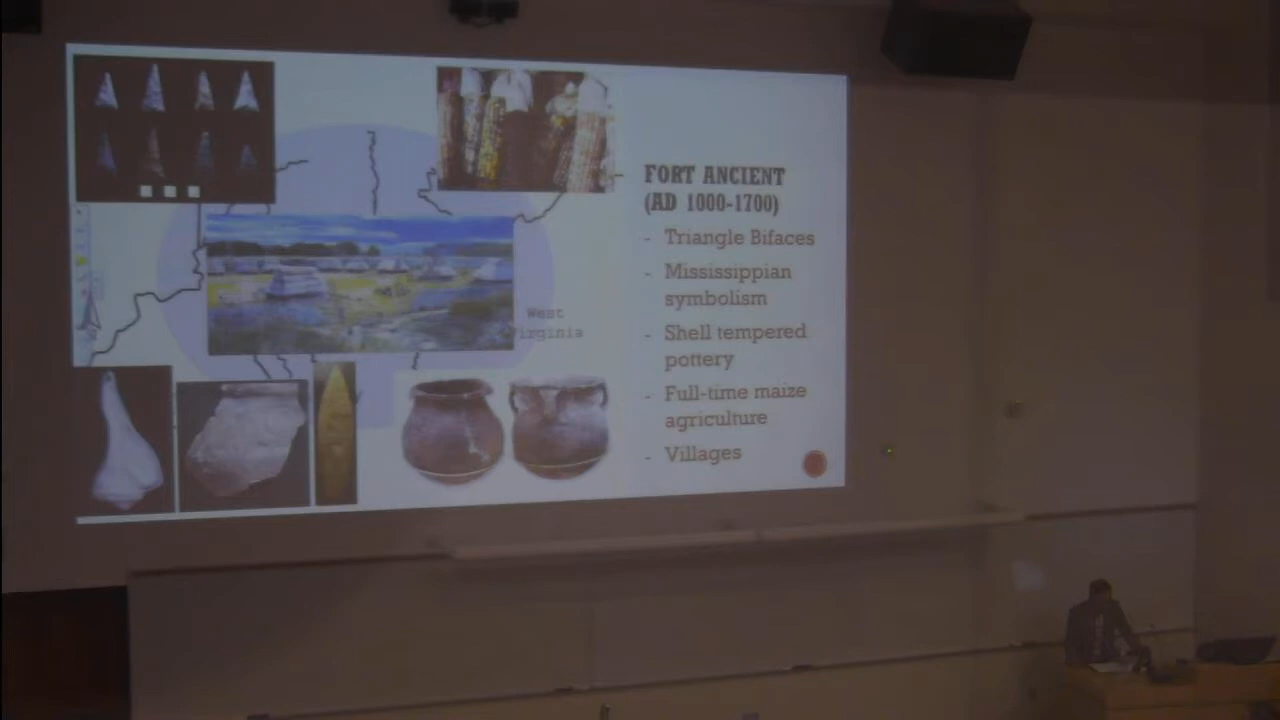 FORT ANCIENT
(AD 1000-1700)
- Triangle Bifaces
- Mississippian
symbolism
- Shell tempered
pottery
- Full-time maize
agriculture
- Villages
West
Virginia